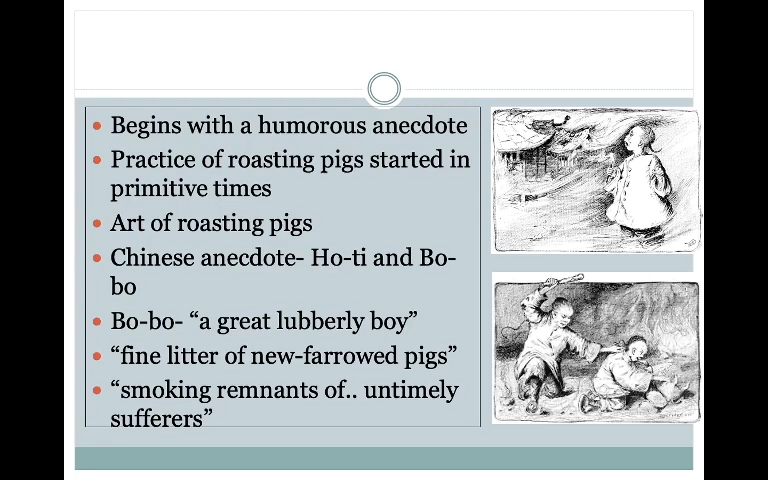 Begins with a humorous anecdote
Practice of roasting pigs started in
primitive times
Art of roasting pigs
Chinese anecdote- Ho-ti and Bo-
bo
Bo-bo- “a great lubberly boy”
“fine litter of new-farrowed pigs”
“smoking remnants of.. untimely
sufferers”